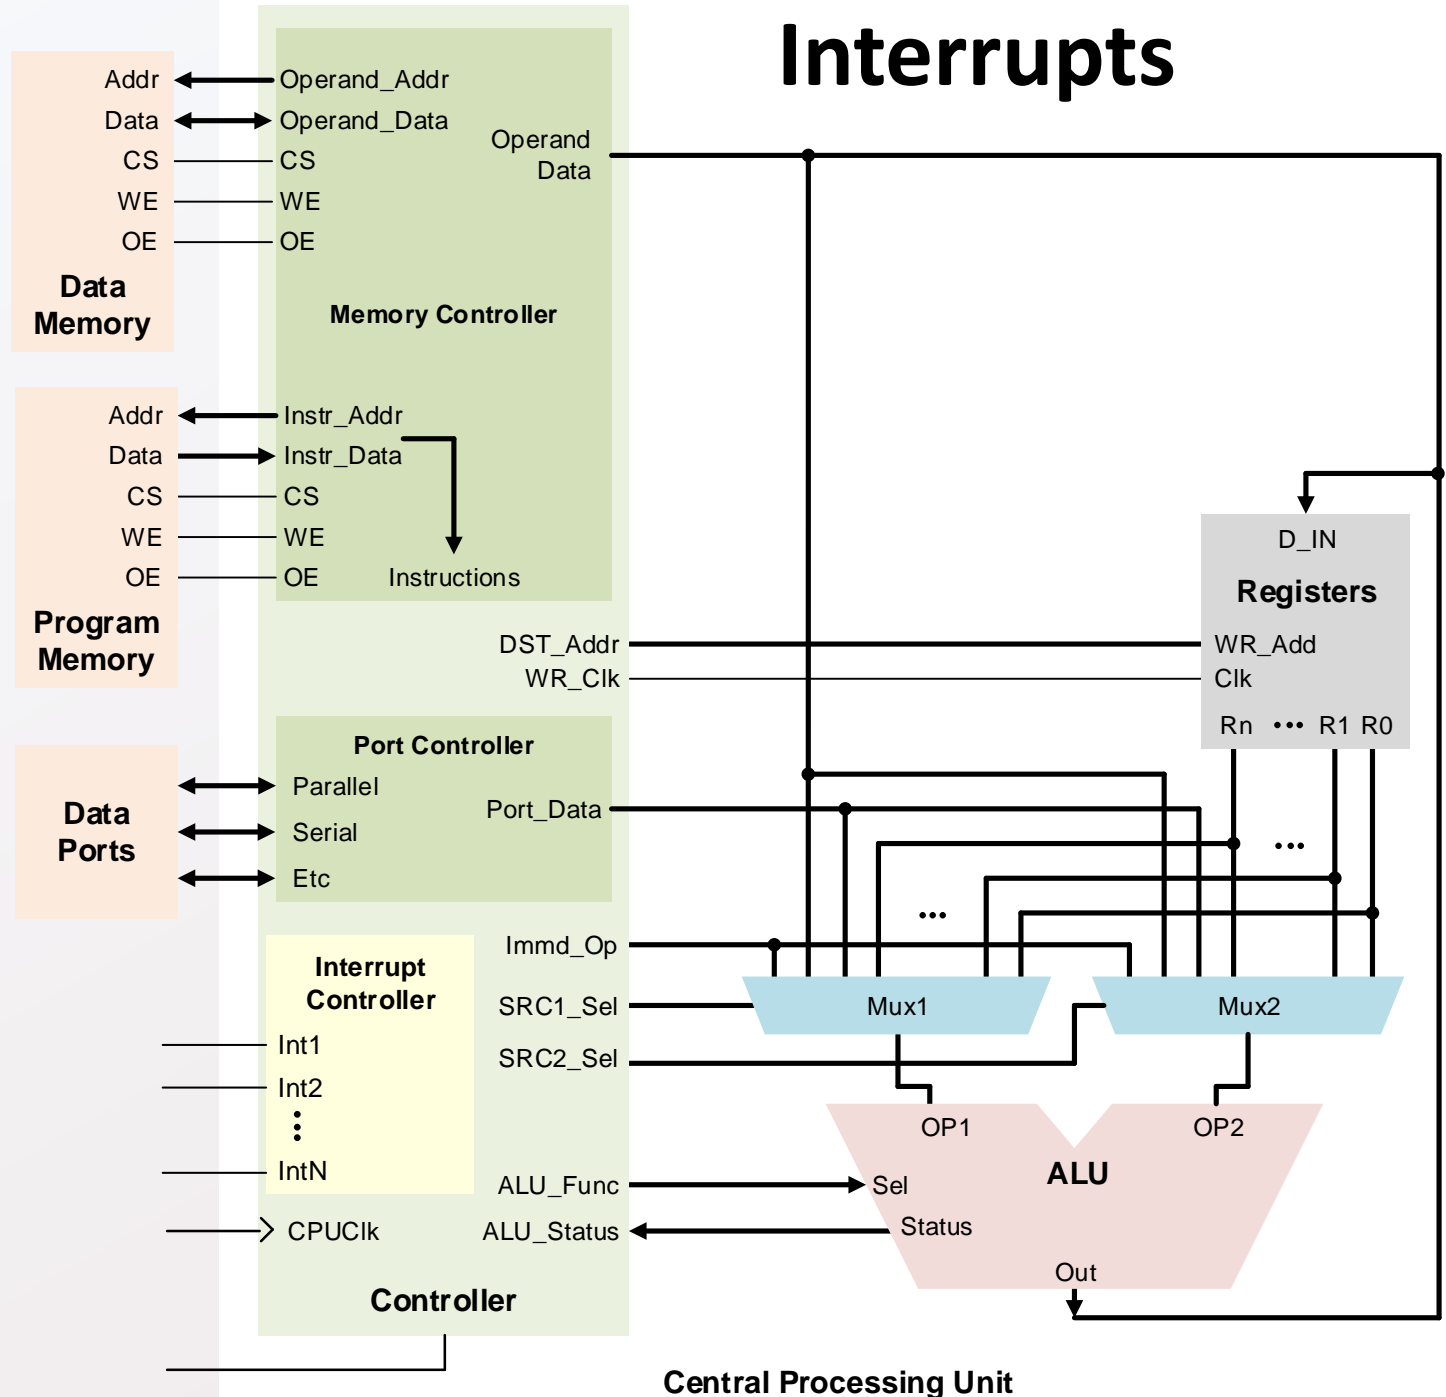 Interrupts
Addr
Data
CS
WE
OE
Data
Memory
Operand_Addr
Operand_Data
CS
WE
OE
Operand
Data
Memory Controller
Addr
Data
CS
WE
OE
Program
Memory
Instr_Addr
Instr_Data
CS
WE
OE
Instructions
DST_Addr
WR_Clk
D_IN
Registers
WR_Add
Clk
Rn ••• R1 R0
Data
Ports
Port Controller
Parallel
Serial
Etc
Port_Data
•••
•••
Interrupt
Controller
Int1
Int2
IntN
CPUClk
Immd_Op
SRC1_Sel
SRC2_Sel
ALU_Func
ALU_Status
Controller
Mux1
Mux2
OP1
OP2
ALU
Sel
Status
Out
Central Processing Unit